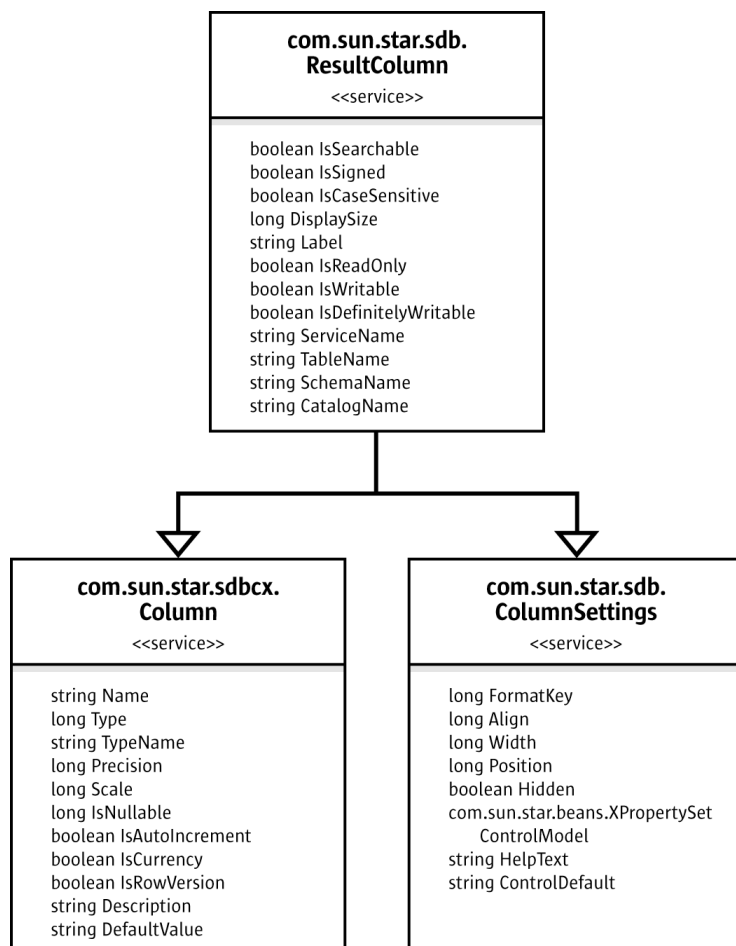 com.sun.star.sdb.
ResultColumn
<<service>>
boolean IsSearchable
boolean IsSigned
boolean IsCaseSensitive
long DisplaySize
string Label
boolean IsReadOnly
boolean IsWritable
boolean IsDefinitelyWritable
string ServiceName
string TableName
string SchemaName
string CatalogName
com.sun.star.sdbcx.
Column
<<service>>
string Name
long Type
string TypeName
long Precision
long Scale
long IsNullable
boolean IsAutoIncrement
boolean IsCurrency
boolean IsRowVersion
string Description
string DefaultValue
com.sun.star.sdb.
ColumnSettings
<<service>>
long FormatKey
long Align
long Width
long Position
boolean Hidden
com.sun.star.beans.XPropertySet
ControlModel
string HelpText
string ControlDefault